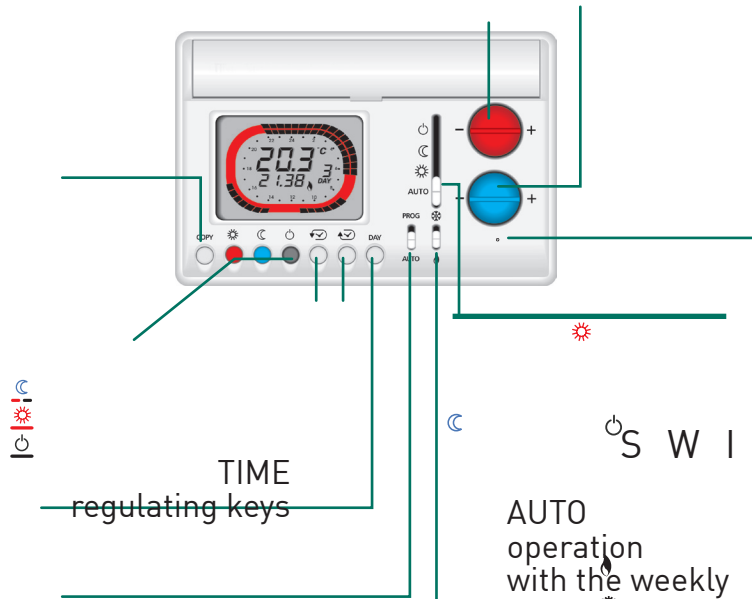 20.3 °C
21.38
3
DAY
AUTO
PROG
COPY
DAY
AUTO
- +
- +
TIME
regulating keys
S W I
AUTO
operation
with the weekly